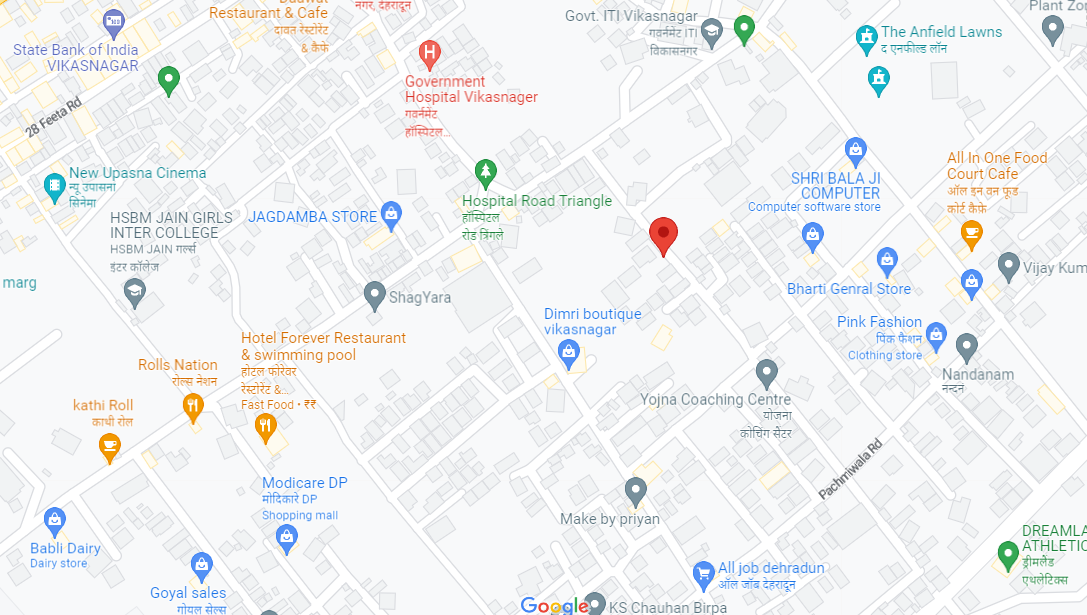 Restaurant & Cafe
दावत रेस्टोरेंट
& कैफे
नगर, देहरादून
Govt. ITI Vikasnagar
गवर्नमेंट ITI
विकासनगर
The Anfield Lawns
द एनफील्ड लॉन
State Bank of India
VIKASNAGAR
28 Feeta Rd
Government
Hospital Vikasnager
गवर्नमेंट
हॉस्पिटल...
New Upasna Cinema
न्यू उपासना
सिनेमा
Hospital Road Triangle
हॉस्पिटल
रोड त्रिंगले
SHRI BALA JI
COMPUTER
Computer software store
All In One Food
Court Cafe
ऑल इन वन फूड
कोर्ट कैफे
HSBM JAIN GIRLS
INTER COLLEGE
HSBM JAIN गर्ल्स
इंटर कॉलेज
JAGDAMBA STORE
marg
ShagYara
Bharti Genral Store
Vijay Kum
Dimri boutique
vikasnagar
Pink Fashion
पिंक फैशन
Clothing store
Hotel Forever Restaurant
& swimming pool
होटल फोरेवर
रेस्टोरेंट &...
Fast Food • ₹₹
Rolls Nation
रोल्स नेशन
Nandanam
नंदनं
kathi Roll
काथी रोल
Yojna Coaching Centre
योजना
कोचिंग सेंटर
Pachmiwala Rd
Modicare DP
मोदिकारे DP
Shopping mall
Make by priyan
Babli Dairy
Dairy store
DREAMLA
ATHLETIC
ड्रीमलैंड
एथलेटिक्स
Goyal sales
गोयल सेल्स
All job dehradun
ऑल जॉब देहरादून
Google
KS Chauhan Birpa